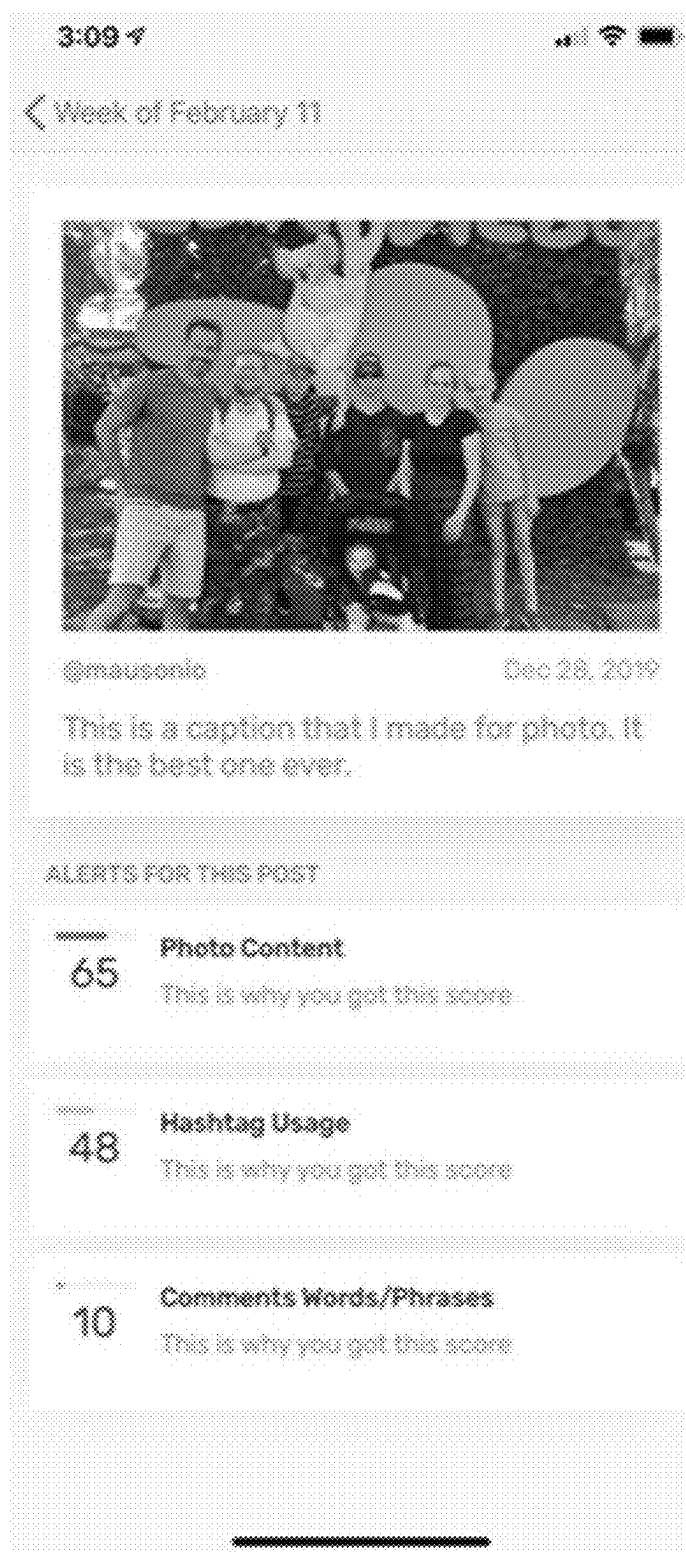 3:09
Week of February 11
@mausonio
Dec 28, 2019
This is a caption that I made for photo. It
is the best one ever.
ALERTS FOR THIS POST
65
Photo Content
This is why you got this score
48
Hashtag Usage
This is why you got this score
10
Comments Words/Phrases
This is why you got this score